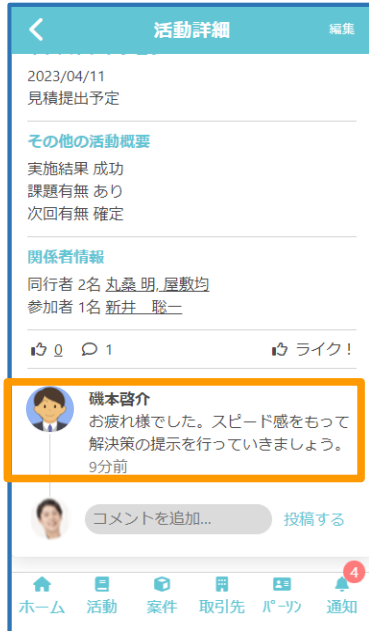 活動詳細
編集
2023/04/11
見積提出予定
その他の活動概要
実施結果 成功
課題有無 あり
次回有無 確定
関係者情報
同行者 2名 丸桑 明, 屋敷均
参加者 1名 新井　聡一
0 1 ライク!
磯本啓介
お疲れ様でした。スピード感をもって
解決策の提示を行っていきましょう。
9分前
コメントを追加... 投稿する
4
ホーム 活動 案件 取引先 パーソン 通知